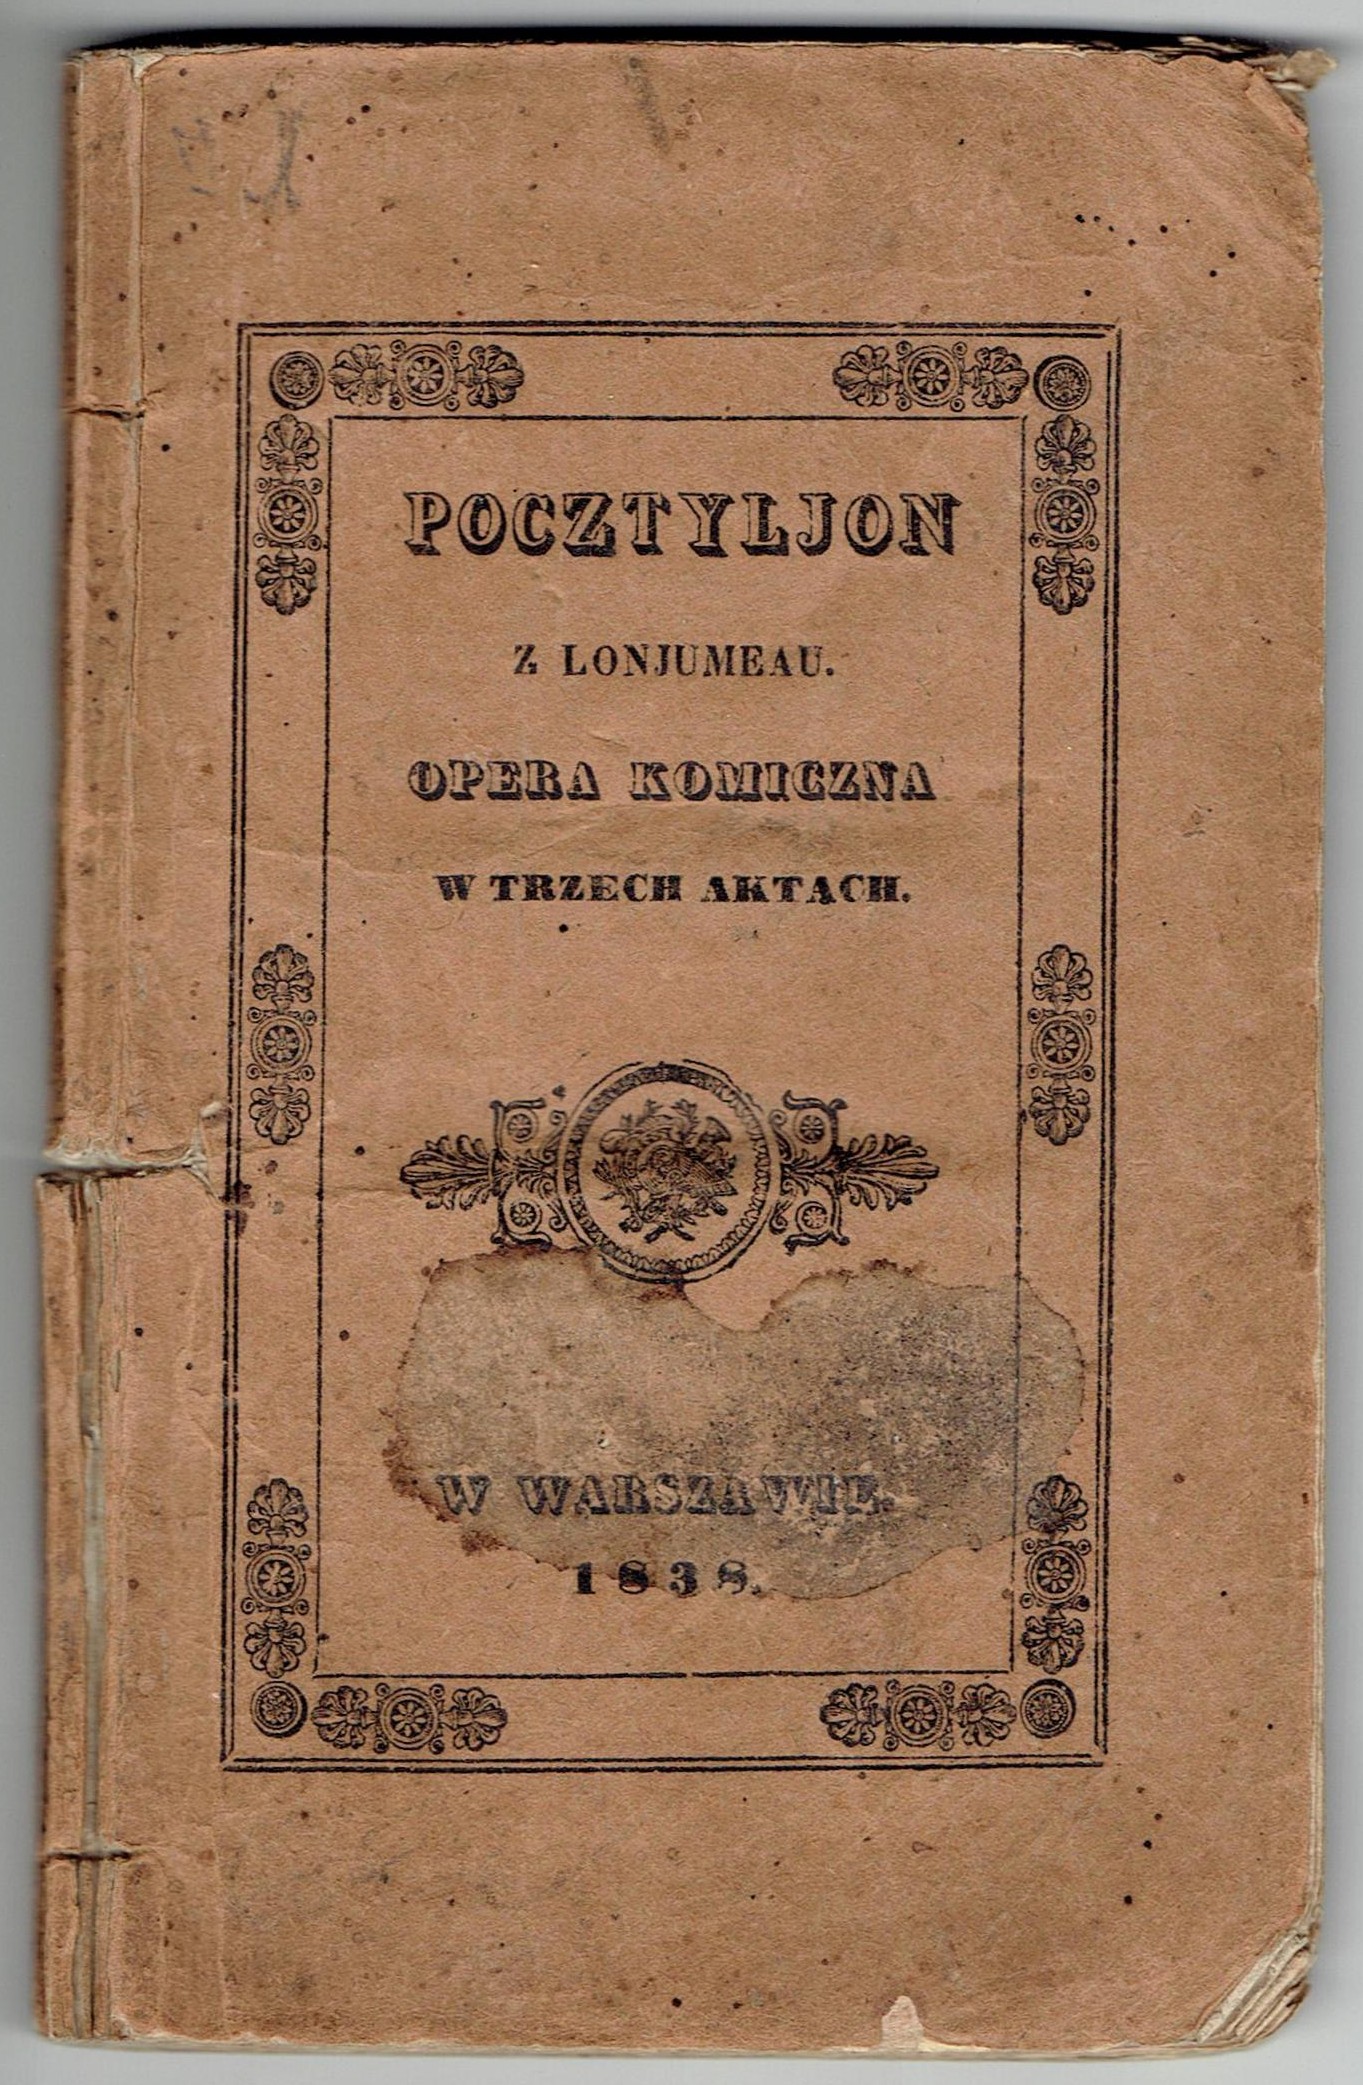 POCZTYLJON
Z LONJUMEAU.
OPERA KOMICZNA
W TRZECH AKTACH.
W WARSZAWIE.
1838.